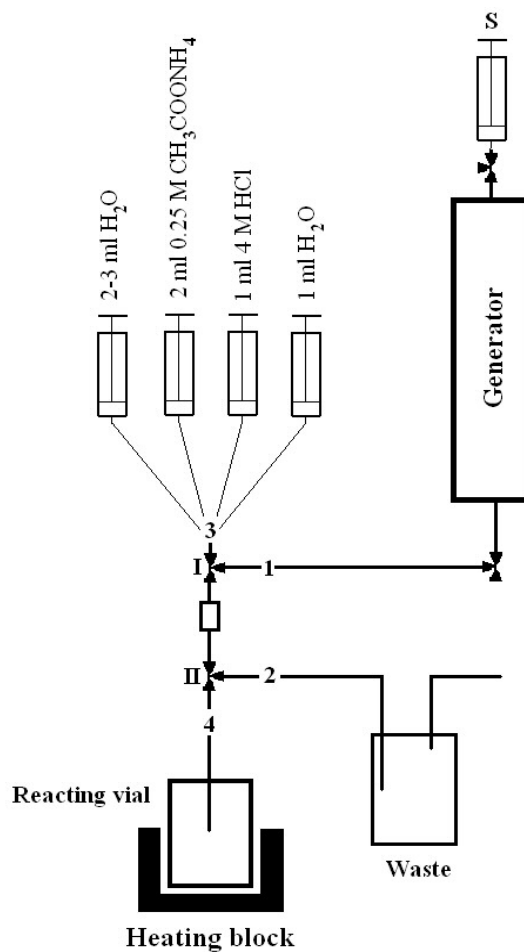 S
2-3 ml H₂O
2 ml 0.25 M CH₃COONH₄
1 ml 4 M HCl
1 ml H₂O
Generator
3
I
1
II
2
4
Reacting vial
Waste
Heating block